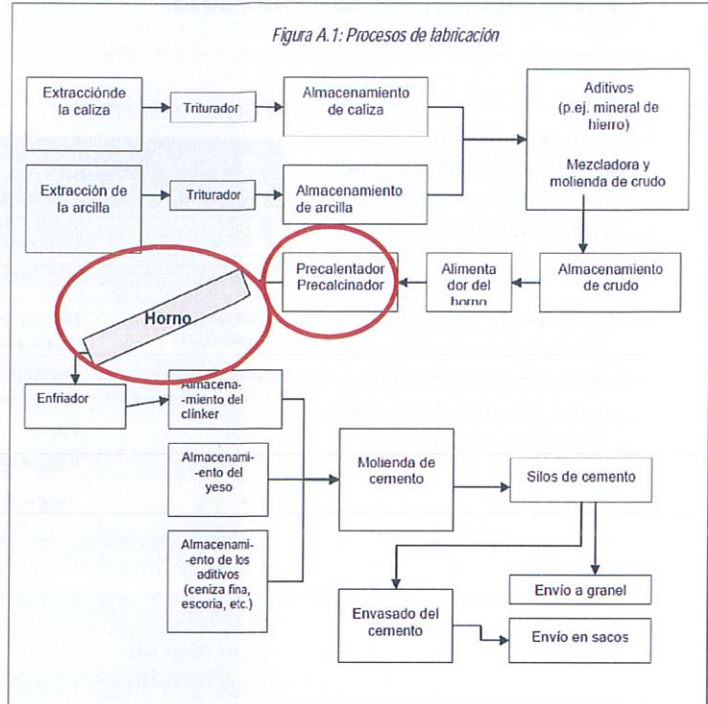 Figura A.1: Procesos de fabricación
Extracciónde
la caliza
Triturador
Almacenamiento
de caliza
Aditivos
(p.ej. mineral de
hierro)
Mezcladora y
molienda de crudo
Extracción de
la arcilla
Triturador
Almacenamiento
de arcilla
Precalentador
Precalcinador
Alimenta
dor del
horno
Almacenamiento
de crudo
Horno
Enfriador
Almacena-
-miento del
clínker
Almacenami-
-ento del
yeso
Molienda de
cemento
Silos de cemento
Almacenami-
-ento de los
aditivos
(ceniza fina,
escoria, etc.)
Envasado del
cemento
Envío a granel
Envío en sacos